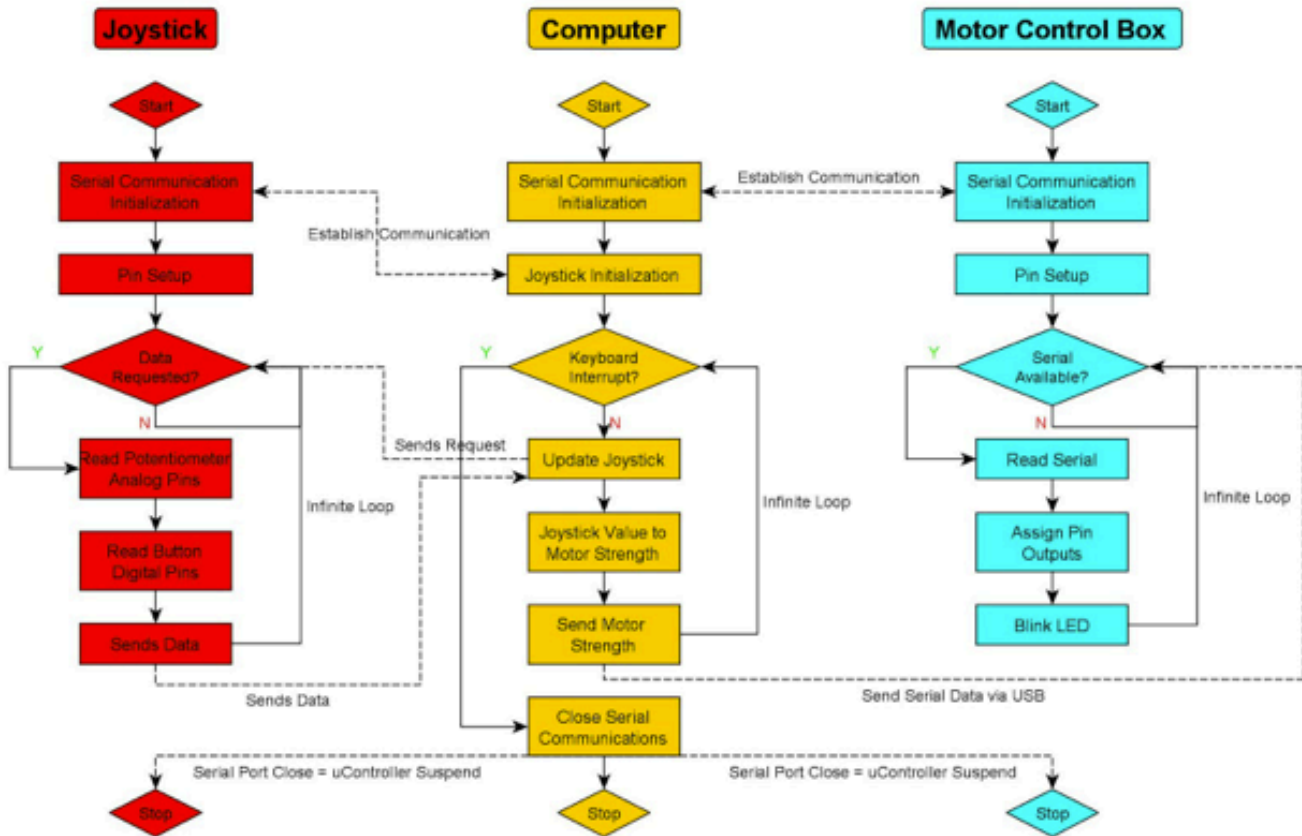 Joystick
Computer
Motor Control Box
Start
Start
Start
Serial Communication
Initialization
Serial Communication
Initialization
Establish Communication
Serial Communication
Initialization
Establish Communication
Pin Setup
Joystick Initialization
Pin Setup
Y
Data
Requested?
N
Y
Keyboard
Interrupt?
N
Y
Serial
Available?
N
Sends Request
Read Potentiometer
Analog Pins
Infinite Loop
Update Joystick
Infinite Loop
Read Serial
Infinite Loop
Read Button
Digital Pins
Joystick Value to
Motor Strength
Assign Pin
Outputs
Sends Data
Send Motor
Strength
Blink LED
Sends Data
Send Serial Data via USB
Close Serial
Communications
Serial Port Close = uController Suspend
Serial Port Close = uController Suspend
Stop
Stop
Stop